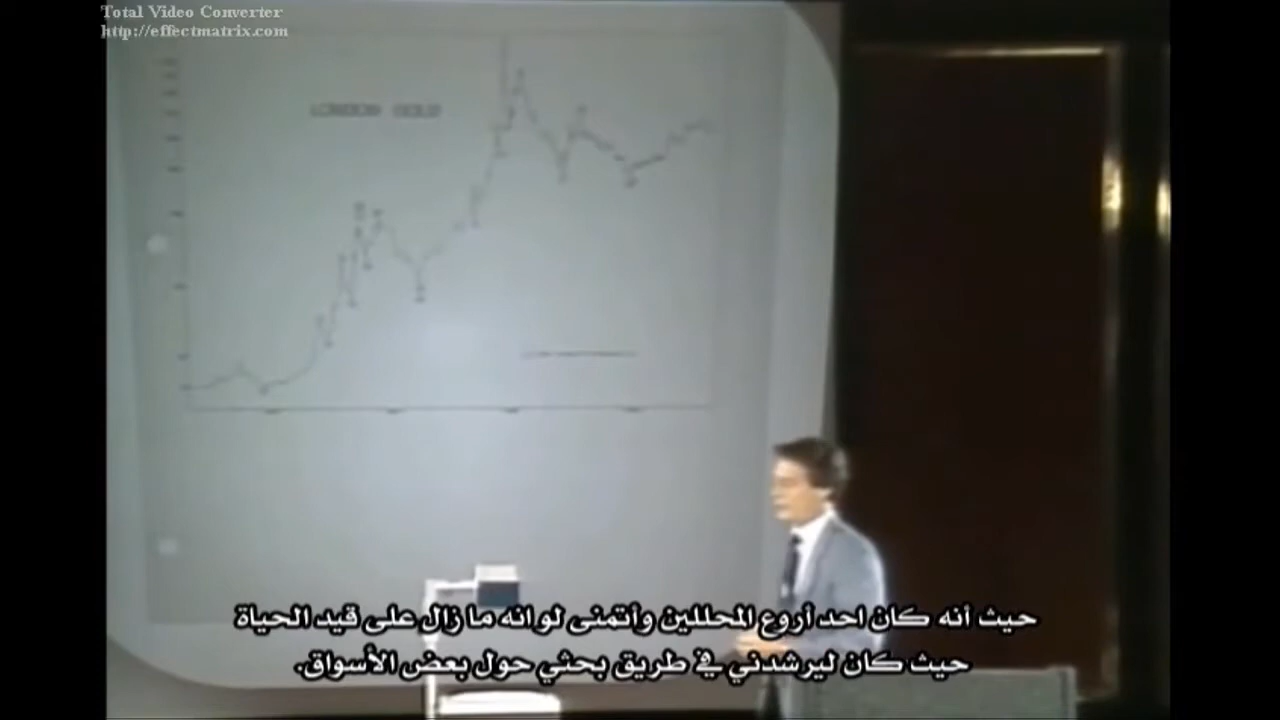 Total Video Converter
http://effectmatrix.com
LONDON GOLD
حيث أنه كان احد أروع المحللين وأتمنى لو انه ما زال على قيد الحياة
حيث كان ليرشدني في طريق بحثي حول بعض الأسواق.